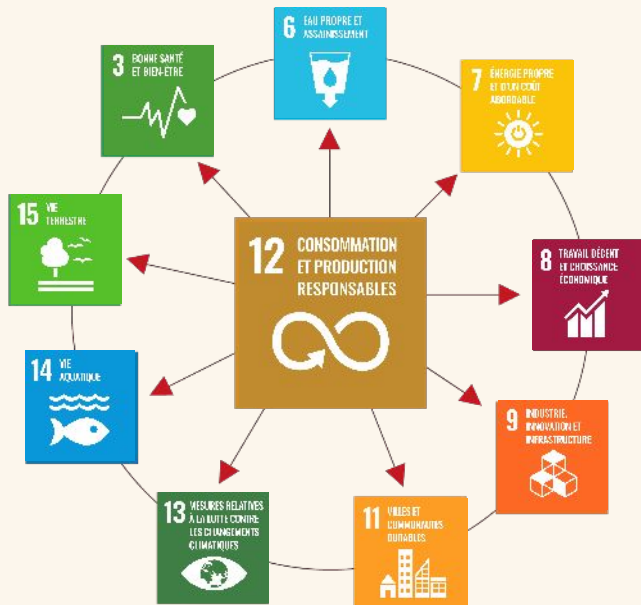 6 EAU PROPRE ET
ASSAINISSEMENT
3 BONNE SANTÉ
ET BIEN-ÊTRE
7 ÉNERGIE PROPRE
ET D'UN COÛT
ABORDABLE
15 VIE
TERRESTRE
12 CONSOMMATION
ET PRODUCTION
RESPONSABLES
8 TRAVAIL DÉCENT
ET CROISSANCE
ÉCONOMIQUE
14 VIE
AQUATIQUE
9 INDUSTRIE,
INNOVATION ET
INFRASTRUCTURE
13 MESURES RELATIVES
À LA LUTTE CONTRE
LES CHANGEMENTS
CLIMATIQUES
11 VILLES ET
COMMUNAUTÉS
DURABLES